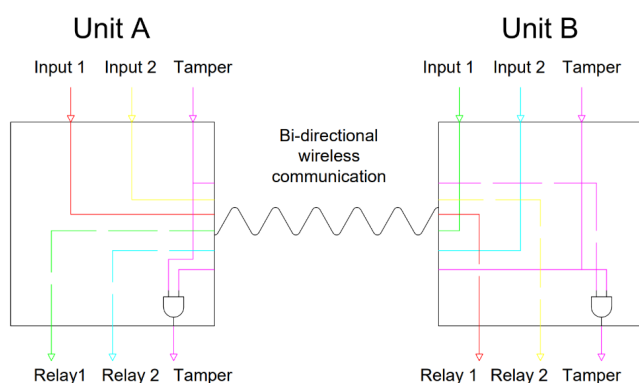 Unit A
Unit B
Input 1 Input 2 Tamper
Input 1 Input 2 Tamper
Bi-directional
wireless
communication
Relay1 Relay 2 Tamper
Relay 1 Relay 2 Tamper